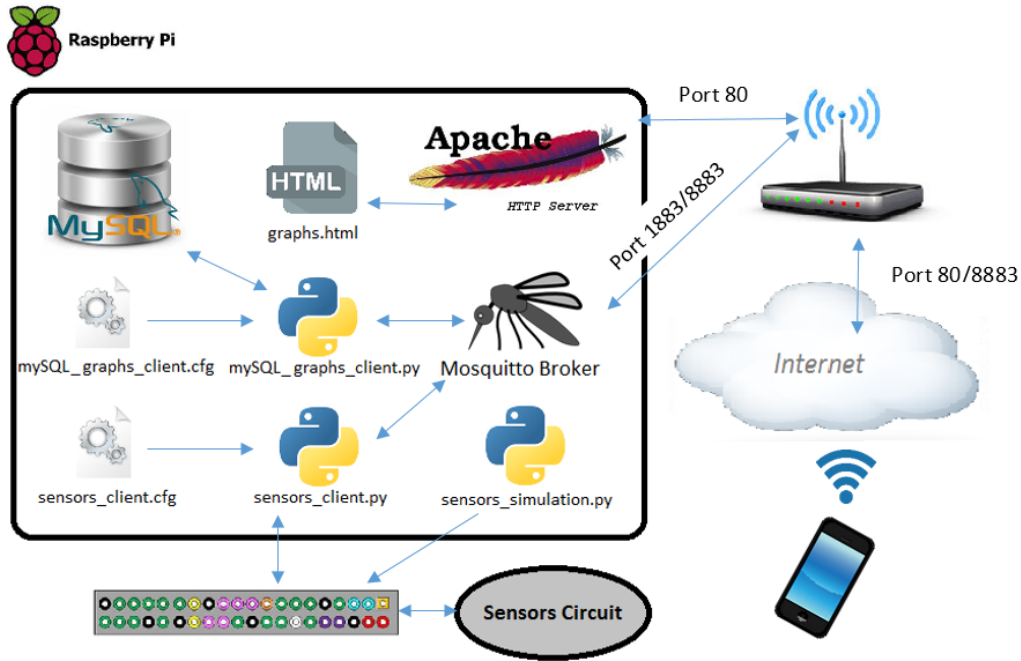 Raspberry Pi
Port 80
Apache
HTTP Server
HTML
graphs.html
MySQL®
Port 1883/8883
Port 80/8883
mySQL_graphs_client.cfg
mySQL_graphs_client.py
Mosquitto Broker
Internet
sensors_client.cfg
sensors_client.py
sensors_simulation.py
Sensors Circuit